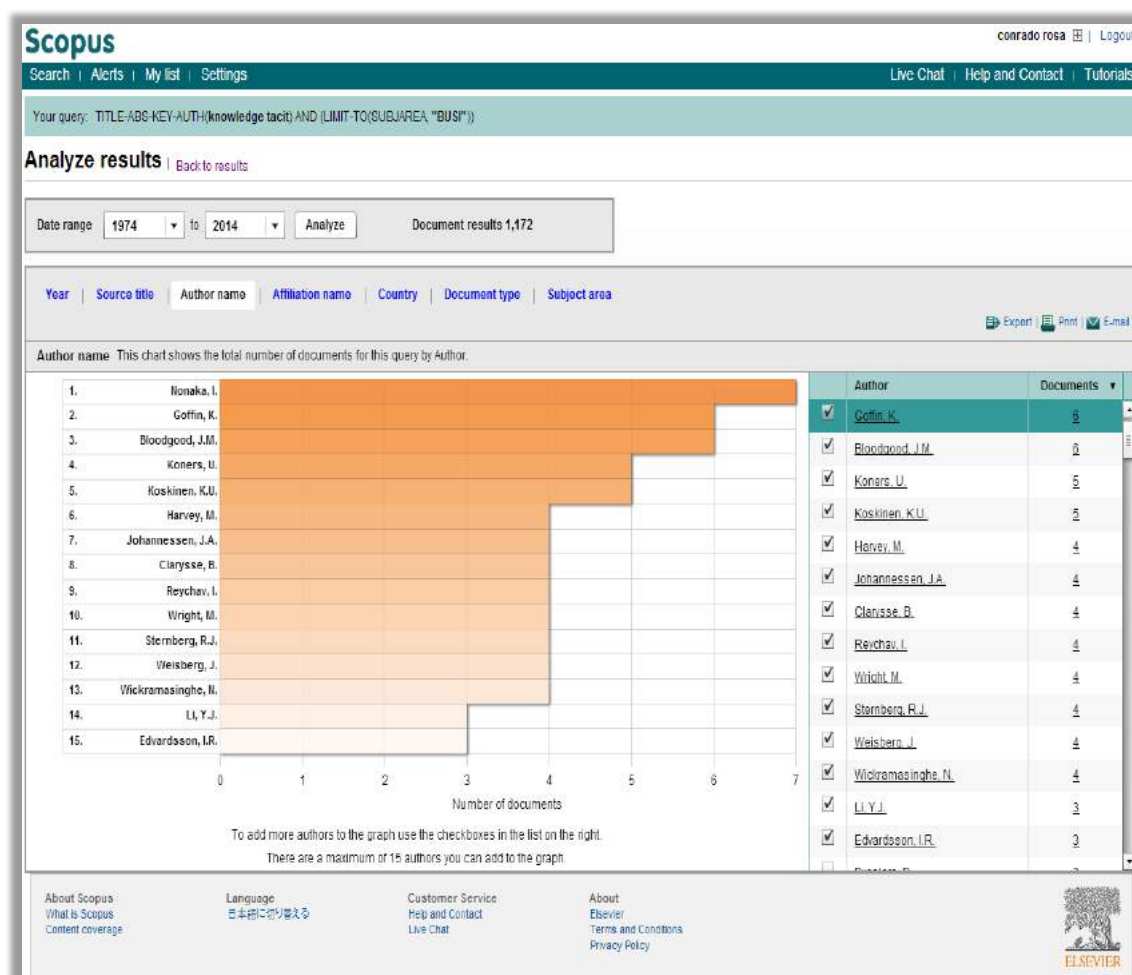 Scopus
conrado rosa | Logout
Search | Alerts | My list | Settings
Live Chat | Help and Contact | Tutorials
Your query: TITLE-ABS-KEY-AUTH(knowledge tacit) AND (LIMIT-TO(SUBJAREA, "BUSI"))
Analyze results | Back to results
Date range 1974 to 2014 Analyze Document results 1,172
Year | Source title | Author name | Affiliation name | Country | Document type | Subject area
Export | Print | E-mail
Author name This chart shows the total number of documents for this query by Author.
1. Nonaka, I.
2. Goffin, K.
3. Bloodgood, J.M.
4. Koners, U.
5. Koskinen, K.U.
6. Harvey, M.
7. Johannessen, J.A.
8. Clarysse, B.
9. Reychav, I.
10. Wright, M.
11. Sternberg, R.J.
12. Weisberg, J.
13. Wickramasinghe, N.
14. Li, Y.J.
15. Edvardsson, I.R.
0 1 2 3 4 5 6 7
Number of documents
To add more authors to the graph use the checkboxes in the list on the right.
There are a maximum of 15 authors you can add to the graph.
Author Documents
Goffin, K. 6
Bloodgood, J.M. 6
Koners, U. 5
Koskinen, K.U. 5
Harvey, M. 4
Johannessen, J.A. 4
Clarysse, B. 4
Reychav, I. 4
Wright, M. 4
Sternberg, R.J. 4
Weisberg, J. 4
Wickramasinghe, N. 4
Li, Y.J. 3
Edvardsson, I.R. 3
About Scopus
What is Scopus
Content coverage
Language
日本語に切り替える
Customer Service
Help and Contact
Live Chat
About
Elsevier
Terms and Conditions
Privacy Policy
ELSEVIER